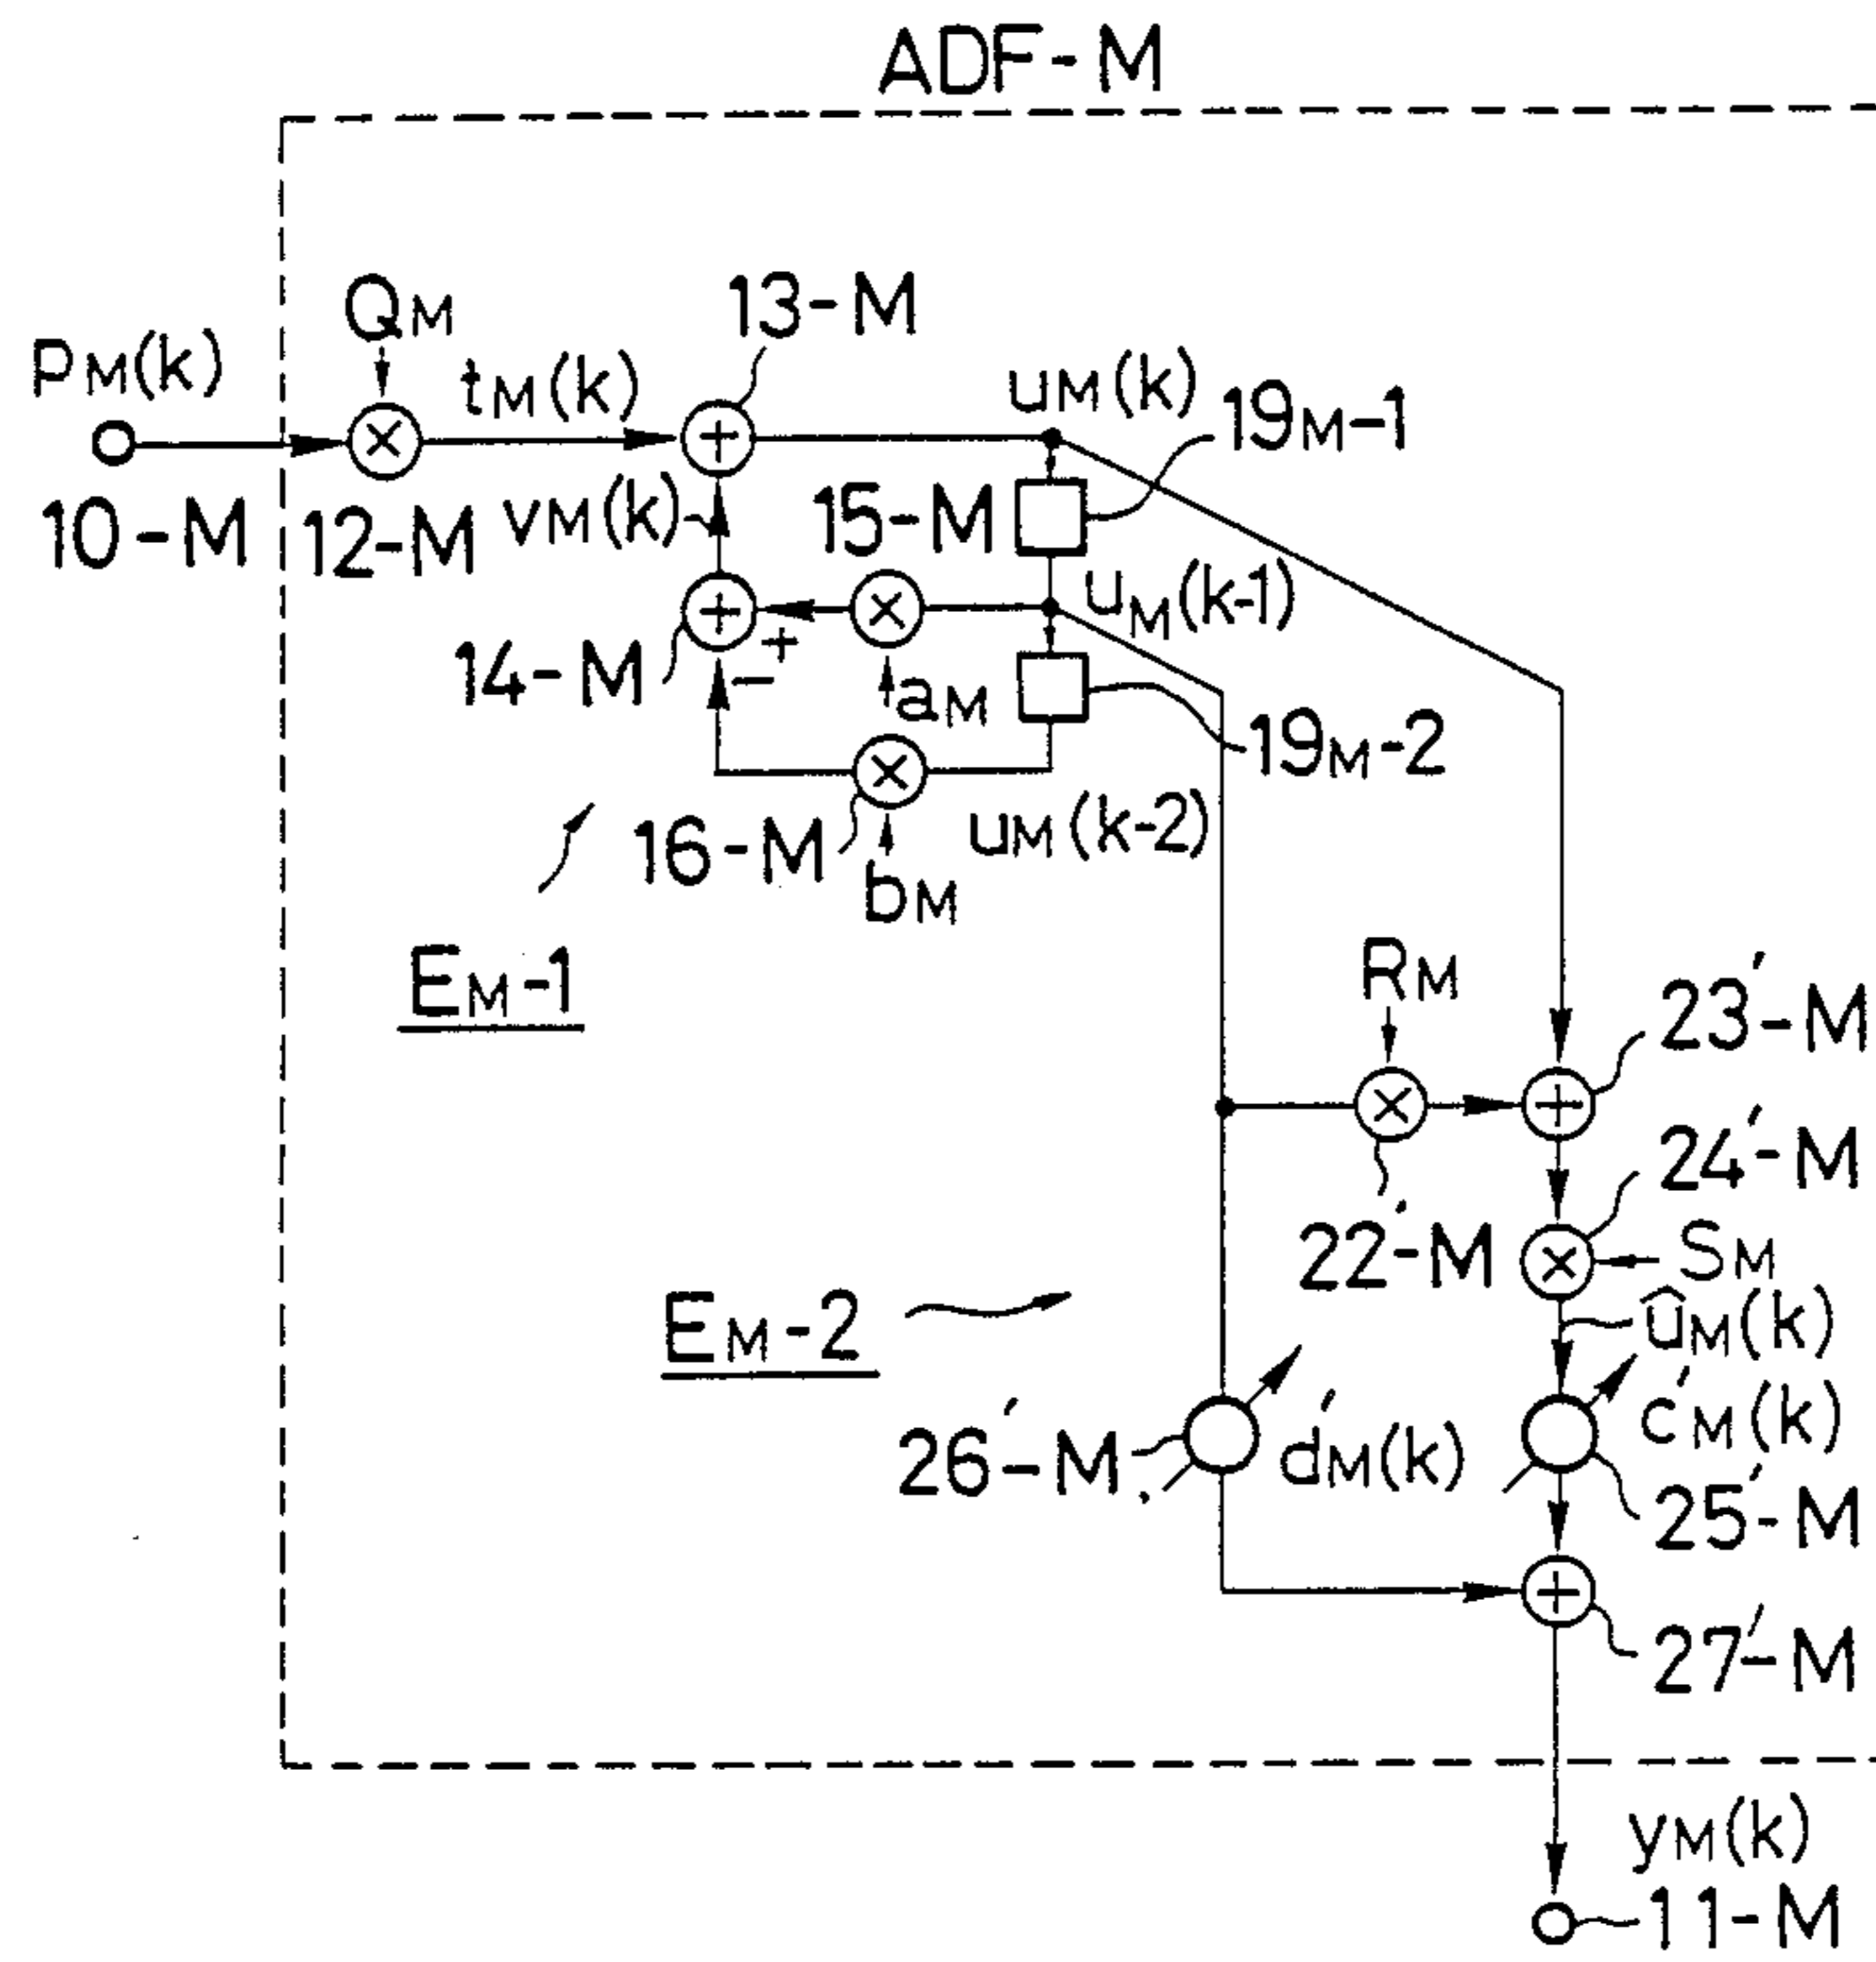 ADF-M
QM
13-M
PM(k)
tM(k)
uM(k)
19M-1
10-M
12-M
vM(k)
15-M
uM(k-1)
14-M
+
−
aM
19M-2
16-M
uM(k-2)
bM
EM-1
RM
23'-M
24'-M
22'-M
SM
EM-2
ûM(k)
c'M(k)
26'-M
d'M(k)
25'-M
27'-M
yM(k)
11-M